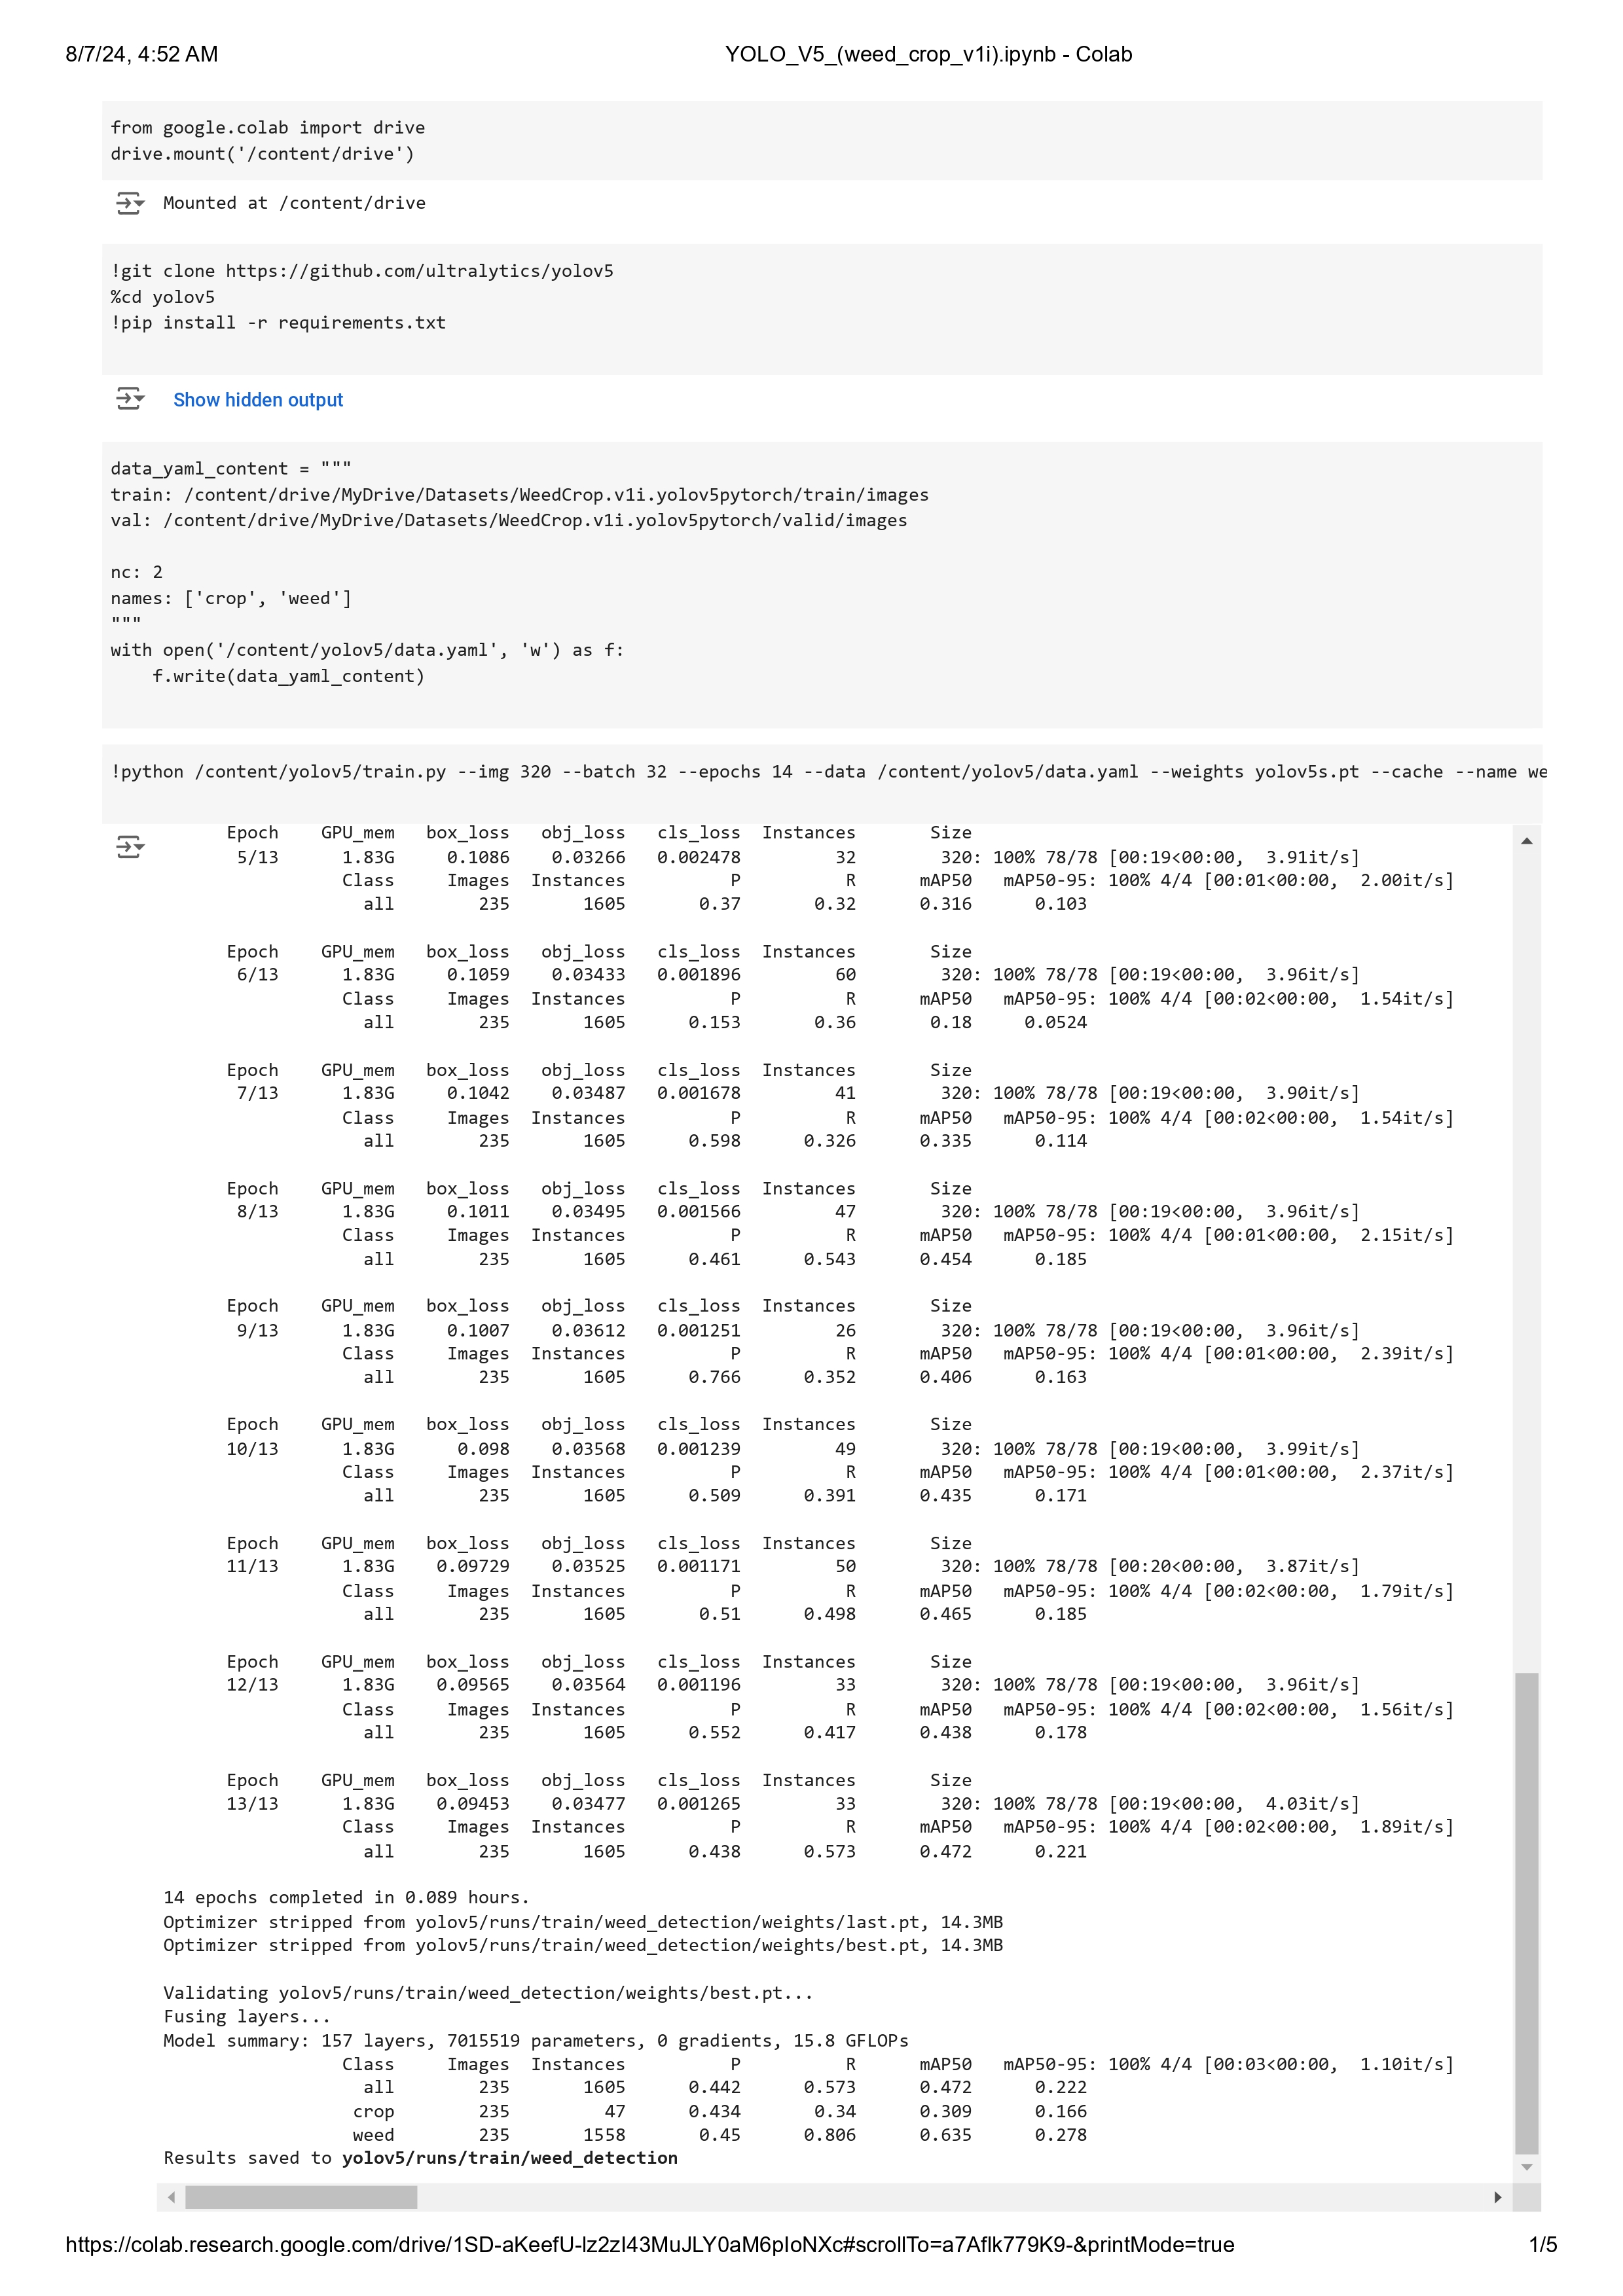 8/7/24, 4:52 AM YOLO_V5_(weed_crop_v1i).ipynb - Colab
from google.colab import drive
drive.mount('/content/drive')
Mounted at /content/drive
!git clone https://github.com/ultralytics/yolov5
%cd yolov5
!pip install -r requirements.txt
Show hidden output
data_yaml_content = """
train: /content/drive/MyDrive/Datasets/WeedCrop.v1i.yolov5pytorch/train/images
val: /content/drive/MyDrive/Datasets/WeedCrop.v1i.yolov5pytorch/valid/images
nc: 2
names: ['crop', 'weed']
"""
with open('/content/yolov5/data.yaml', 'w') as f:
    f.write(data_yaml_content)
!python /content/yolov5/train.py --img 320 --batch 32 --epochs 14 --data /content/yolov5/data.yaml --weights yolov5s.pt --cache --name we
Epoch GPU_mem box_loss obj_loss cls_loss Instances Size
5/13 1.83G 0.1086 0.03266 0.002478 32 320: 100% 78/78 [00:19<00:00, 3.91it/s]
Class Images Instances P R mAP50 mAP50-95: 100% 4/4 [00:01<00:00, 2.00it/s]
all 235 1605 0.37 0.32 0.316 0.103
Epoch GPU_mem box_loss obj_loss cls_loss Instances Size
6/13 1.83G 0.1059 0.03433 0.001896 60 320: 100% 78/78 [00:19<00:00, 3.96it/s]
Class Images Instances P R mAP50 mAP50-95: 100% 4/4 [00:02<00:00, 1.54it/s]
all 235 1605 0.153 0.36 0.18 0.0524
Epoch GPU_mem box_loss obj_loss cls_loss Instances Size
7/13 1.83G 0.1042 0.03487 0.001678 41 320: 100% 78/78 [00:19<00:00, 3.90it/s]
Class Images Instances P R mAP50 mAP50-95: 100% 4/4 [00:02<00:00, 1.54it/s]
all 235 1605 0.598 0.326 0.335 0.114
Epoch GPU_mem box_loss obj_loss cls_loss Instances Size
8/13 1.83G 0.1011 0.03495 0.001566 47 320: 100% 78/78 [00:19<00:00, 3.96it/s]
Class Images Instances P R mAP50 mAP50-95: 100% 4/4 [00:01<00:00, 2.15it/s]
all 235 1605 0.461 0.543 0.454 0.185
Epoch GPU_mem box_loss obj_loss cls_loss Instances Size
9/13 1.83G 0.1007 0.03612 0.001251 26 320: 100% 78/78 [00:19<00:00, 3.96it/s]
Class Images Instances P R mAP50 mAP50-95: 100% 4/4 [00:01<00:00, 2.39it/s]
all 235 1605 0.766 0.352 0.406 0.163
Epoch GPU_mem box_loss obj_loss cls_loss Instances Size
10/13 1.83G 0.098 0.03568 0.001239 49 320: 100% 78/78 [00:19<00:00, 3.99it/s]
Class Images Instances P R mAP50 mAP50-95: 100% 4/4 [00:01<00:00, 2.37it/s]
all 235 1605 0.509 0.391 0.435 0.171
Epoch GPU_mem box_loss obj_loss cls_loss Instances Size
11/13 1.83G 0.09729 0.03525 0.001171 50 320: 100% 78/78 [00:20<00:00, 3.87it/s]
Class Images Instances P R mAP50 mAP50-95: 100% 4/4 [00:02<00:00, 1.79it/s]
all 235 1605 0.51 0.498 0.465 0.185
Epoch GPU_mem box_loss obj_loss cls_loss Instances Size
12/13 1.83G 0.09565 0.03564 0.001196 33 320: 100% 78/78 [00:19<00:00, 3.96it/s]
Class Images Instances P R mAP50 mAP50-95: 100% 4/4 [00:02<00:00, 1.56it/s]
all 235 1605 0.552 0.417 0.438 0.178
Epoch GPU_mem box_loss obj_loss cls_loss Instances Size
13/13 1.83G 0.09453 0.03477 0.001265 33 320: 100% 78/78 [00:19<00:00, 4.03it/s]
Class Images Instances P R mAP50 mAP50-95: 100% 4/4 [00:02<00:00, 1.89it/s]
all 235 1605 0.438 0.573 0.472 0.221
14 epochs completed in 0.089 hours.
Optimizer stripped from yolov5/runs/train/weed_detection/weights/last.pt, 14.3MB
Optimizer stripped from yolov5/runs/train/weed_detection/weights/best.pt, 14.3MB
Validating yolov5/runs/train/weed_detection/weights/best.pt...
Fusing layers...
Model summary: 157 layers, 7015519 parameters, 0 gradients, 15.8 GFLOPs
Class Images Instances P R mAP50 mAP50-95: 100% 4/4 [00:03<00:00, 1.10it/s]
all 235 1605 0.442 0.573 0.472 0.222
crop 235 47 0.434 0.34 0.309 0.166
weed 235 1558 0.45 0.806 0.635 0.278
Results saved to yolov5/runs/train/weed_detection
https://colab.research.google.com/drive/1SD-aKeefU-lz2zI43MuJLY0aM6pIoNXc#scrollTo=a7Aflk779K9-&printMode=true 1/5